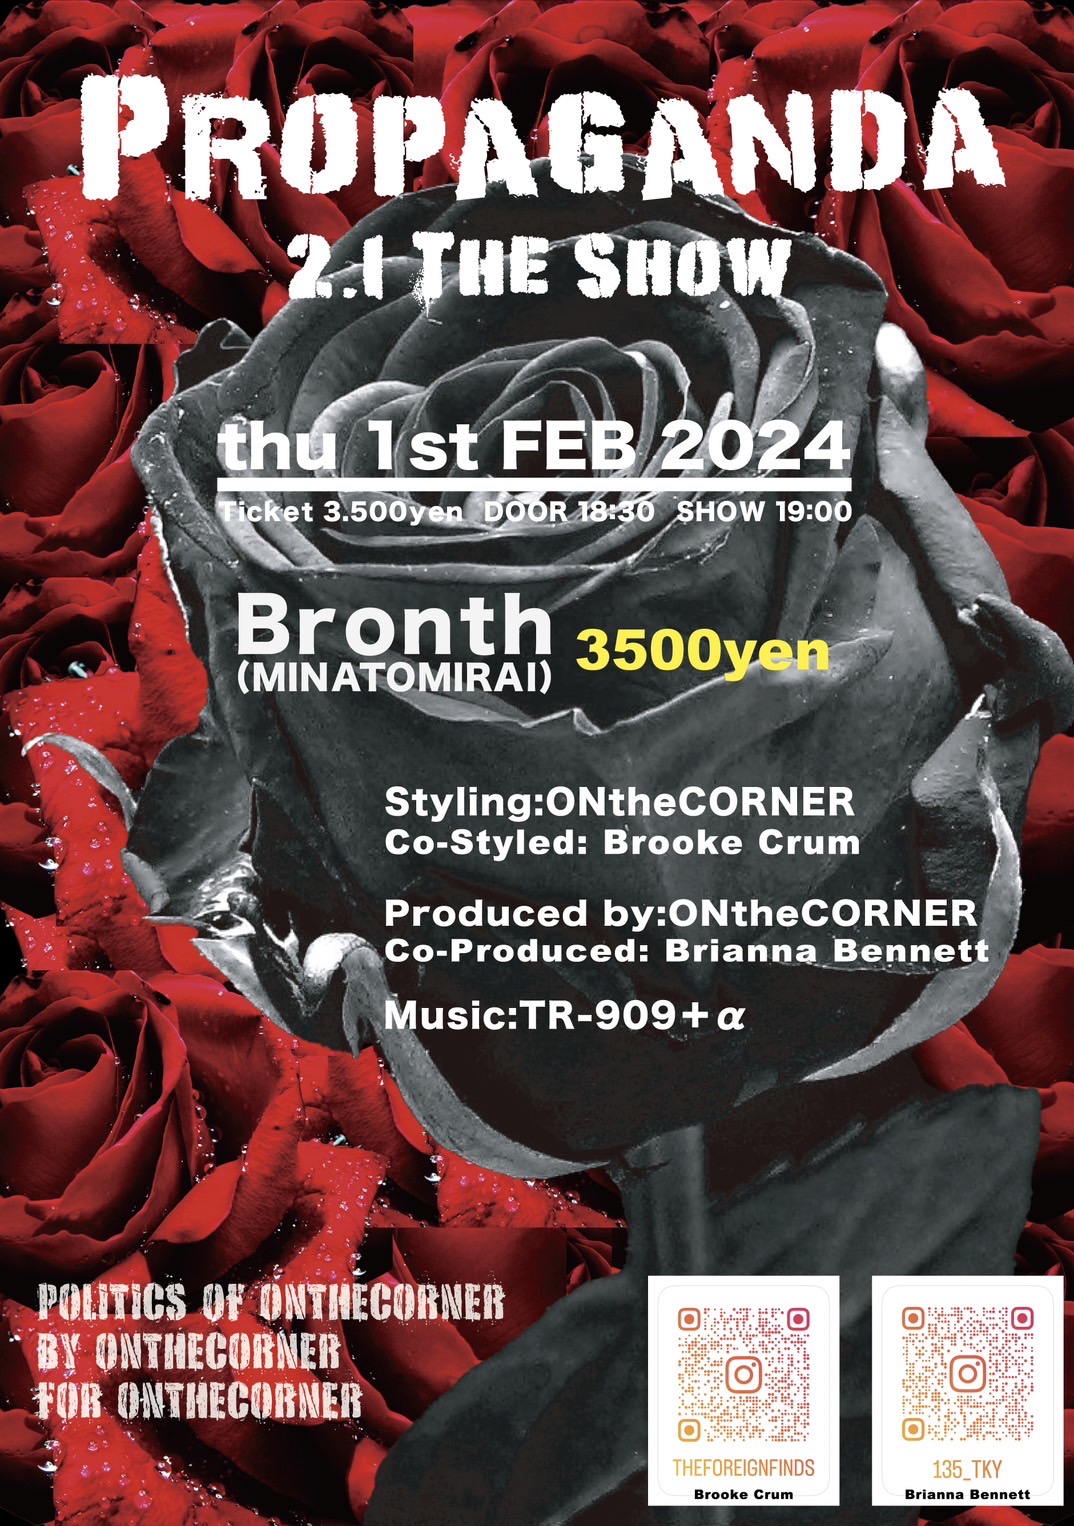 PROPAGANDA
2.1 THE SHOW
thu 1st FEB 2024
Ticket 3.500yen DOOR 18:30 SHOW 19:00
Bronth
(MINATOMIRAI)
3500yen
Styling:ONtheCORNER
Co-Styled: Brooke Crum
Produced by:ONtheCORNER
Co-Produced: Brianna Bennett
Music:TR-909+α
POLITICS OF ONTHECORNER
BY ONTHECORNER
FOR ONTHECORNER
THEFOREIGNFINDS
Brooke Crum
135_TKY
Brianna Bennett